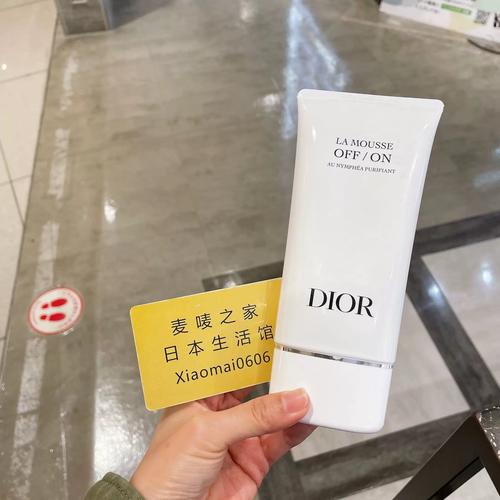 LA MOUSSE
OFF / ON
AU NYMPHÉA PURIFIANT
DIOR
麦唛之家
日本生活馆
Xiaomai0606